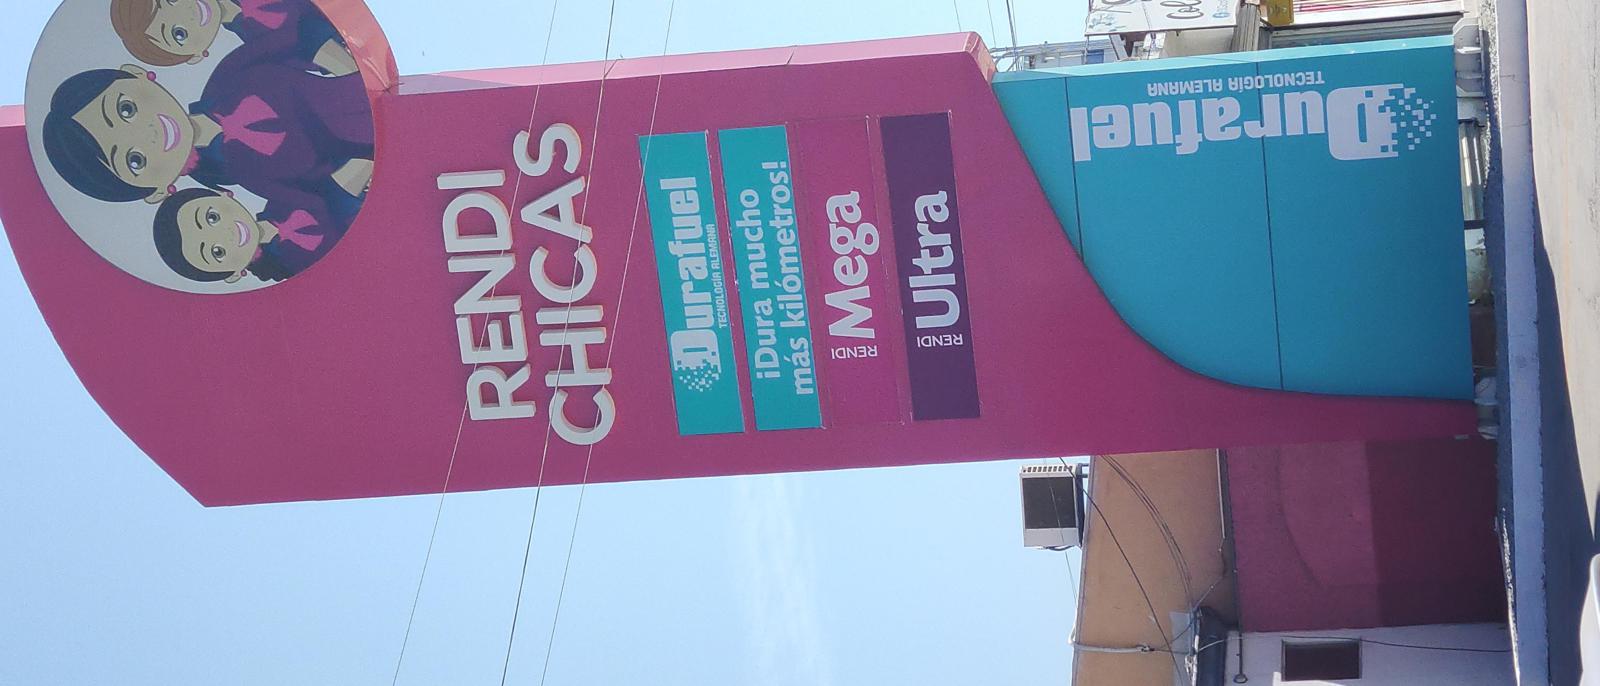 RENDI
CHICAS
Durafuel
TECNOLOGÍA ALEMANA
¡Dura mucho
más kilómetros!
RENDI
Mega
RENDI
Ultra
Durafuel
TECNOLOGÍA ALEMANA